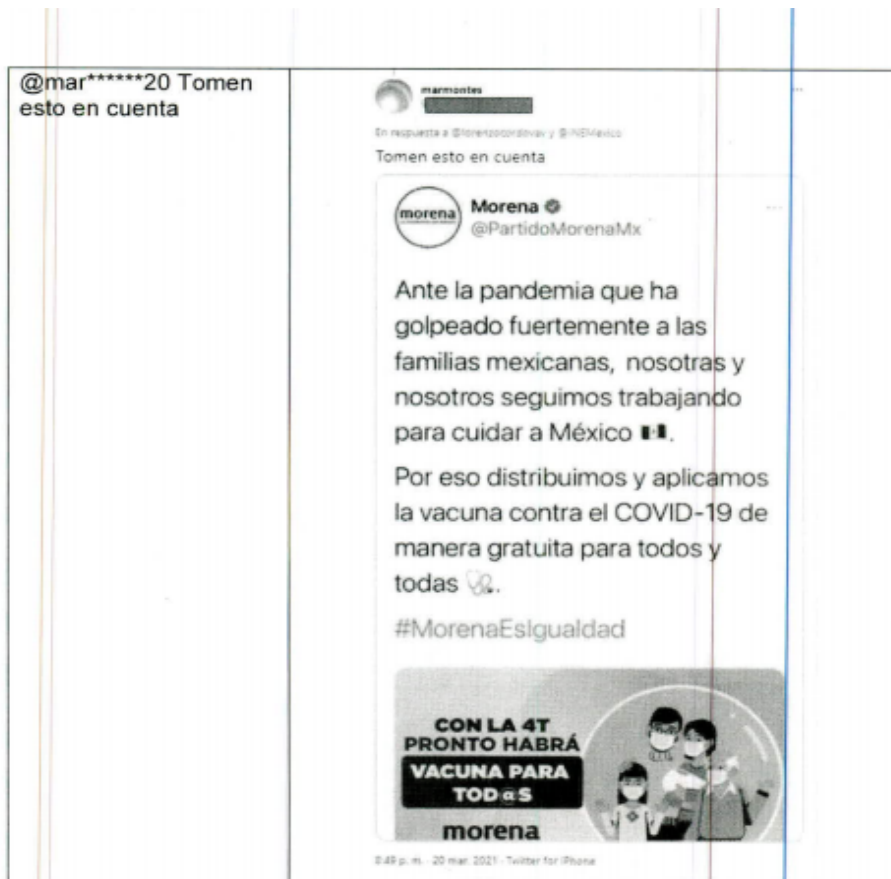 @mar******20 Tomen
esto en cuenta
marmontes
En respuesta a @lorenzocordovav y @INEMexico
Tomen esto en cuenta
morena
Morena
@PartidoMorenaMx
Ante la pandemia que ha
golpeado fuertemente a las
familias mexicanas, nosotras y
nosotros seguimos trabajando
para cuidar a México 🇲🇽.
Por eso distribuimos y aplicamos
la vacuna contra el COVID-19 de
manera gratuita para todos y
todas 🩺.
#MorenaEsIgualdad
CON LA 4T
PRONTO HABRÁ
VACUNA PARA
TOD@S
morena
8:49 p. m. · 20 mar. 2021 · Twitter for iPhone